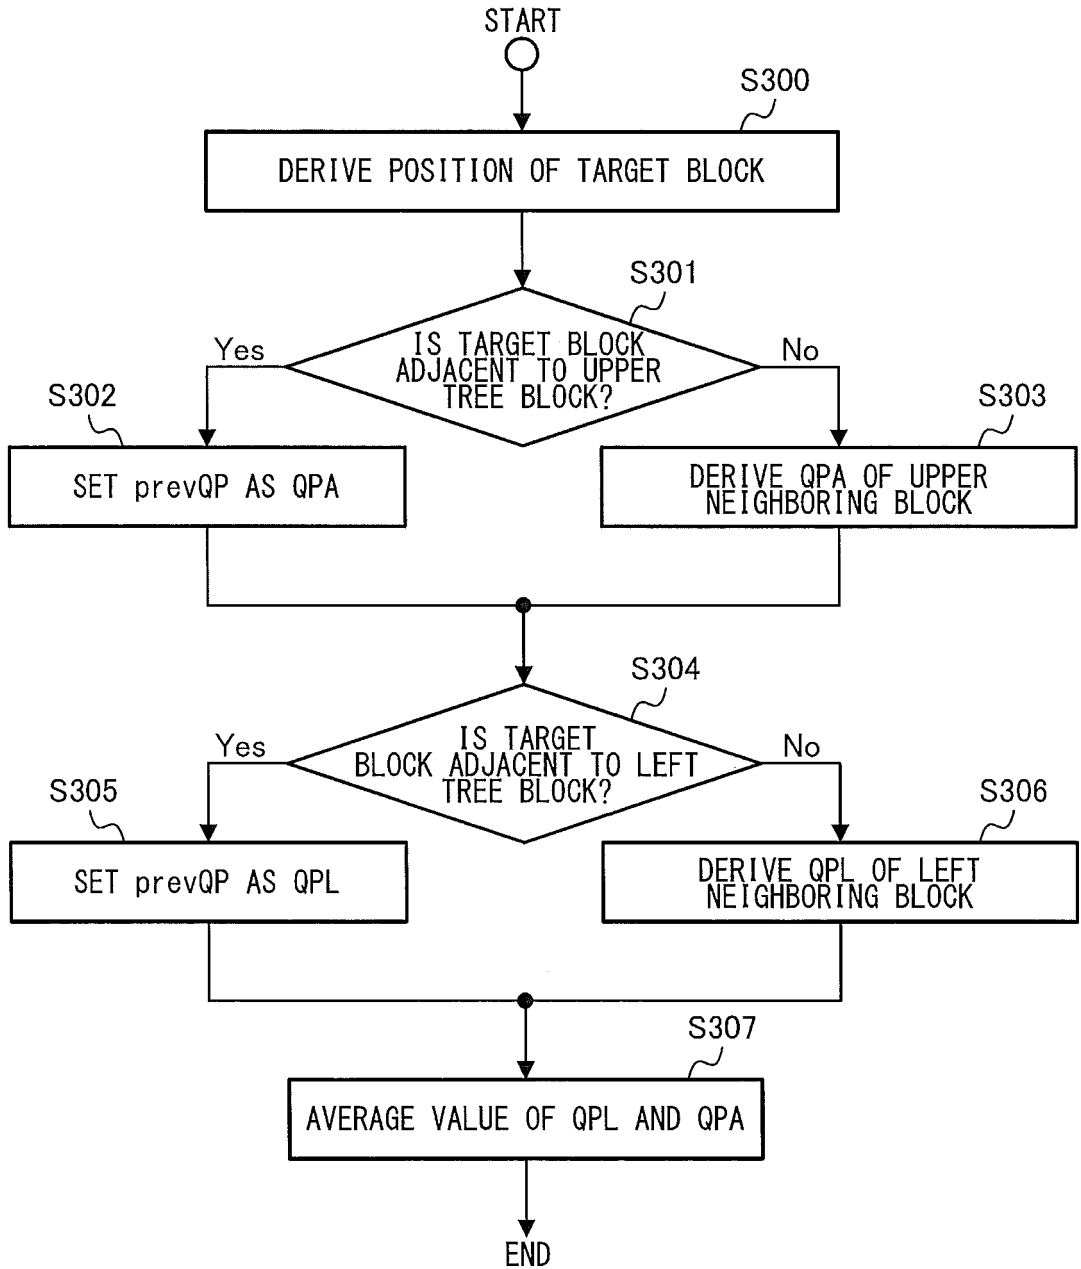 START
S300
DERIVE POSITION OF TARGET BLOCK
S301
IS TARGET BLOCK
ADJACENT TO UPPER
TREE BLOCK?
Yes
No
S302
SET prevQP AS QPA
S303
DERIVE QPA OF UPPER
NEIGHBORING BLOCK
S304
IS TARGET
BLOCK ADJACENT TO LEFT
TREE BLOCK?
Yes
No
S305
SET prevQP AS QPL
S306
DERIVE QPL OF LEFT
NEIGHBORING BLOCK
S307
AVERAGE VALUE OF QPL AND QPA
END